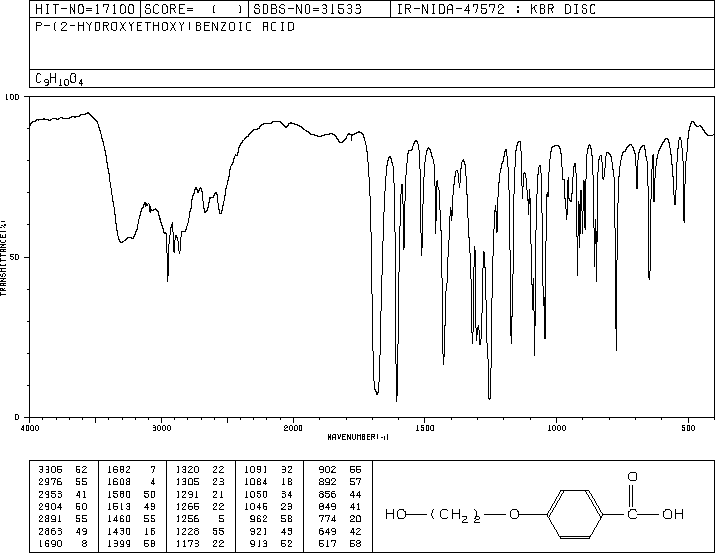 HIT-NO=17100 SCORE= ( ) SDBS-NO=31533 IR-NIDA-47572 : KBR DISC
P-(2-HYDROXYETHOXY)BENZOIC ACID
C9H10O4
100
50
0
TRANSMITTANCE(%)
4000 3000 2000 1500 1000 500
WAVENUMBER(-1)
3305 52 1682 7 1320 22 1091 32 902 55
2976 55 1608 4 1305 23 1084 18 892 57
2953 41 1580 50 1291 21 1050 34 856 44
2904 50 1513 49 1266 22 1046 23 849 41
2891 55 1460 55 1256 5 962 58 774 20
2863 49 1430 16 1228 55 921 43 649 42
1690 8 1399 58 1173 22 913 52 517 58
O
HO—(CH2)2—O C—OH